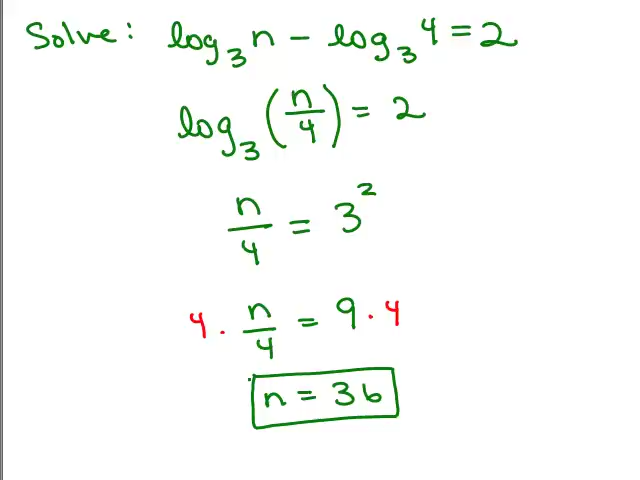 Solve: log₃n − log₃4 = 2
log₃(n/4) = 2
n/4 = 3²
4 · n/4 = 9 · 4
n = 36